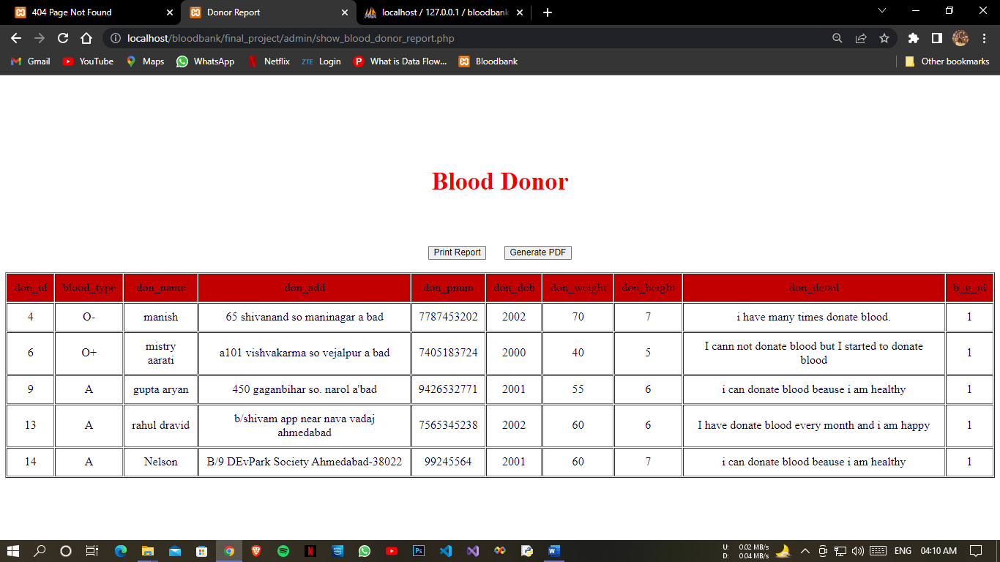 404 Page Not Found
Donor Report
localhost / 127.0.0.1 / bloodbank
localhost/bloodbank/final_project/admin/show_blood_donor_report.php
Gmail YouTube Maps WhatsApp Netflix ZTE Login What is Data Flow... Bloodbank Other bookmarks
Blood Donor
Print Report Generate PDF
don_id blood_type don_name don_add don_pnum don_dob don_weight don_height don_detail b_g_id
4 O- manish 65 shivanand so maninagar a bad 7787453202 2002 70 7 i have many times donate blood. 1
6 O+ mistry aarati a101 vishvakarma so vejalpur a bad 7405183724 2000 40 5 I cann not donate blood but I started to donate blood 1
9 A gupta aryan 450 gaganbihar so. narol a'bad 9426532771 2001 55 6 i can donate blood beause i am healthy 1
13 A rahul dravid b/shivam app near nava vadaj ahmedabad 7565345238 2002 60 6 I have donate blood every month and i am happy 1
14 A Nelson B/9 DEvPark Society Ahmedabad-38022 99245564 2001 60 7 i can donate blood beause i am healthy 1
U: 0.02 MB/s
D: 0.04 MB/s
ENG 04:10 AM